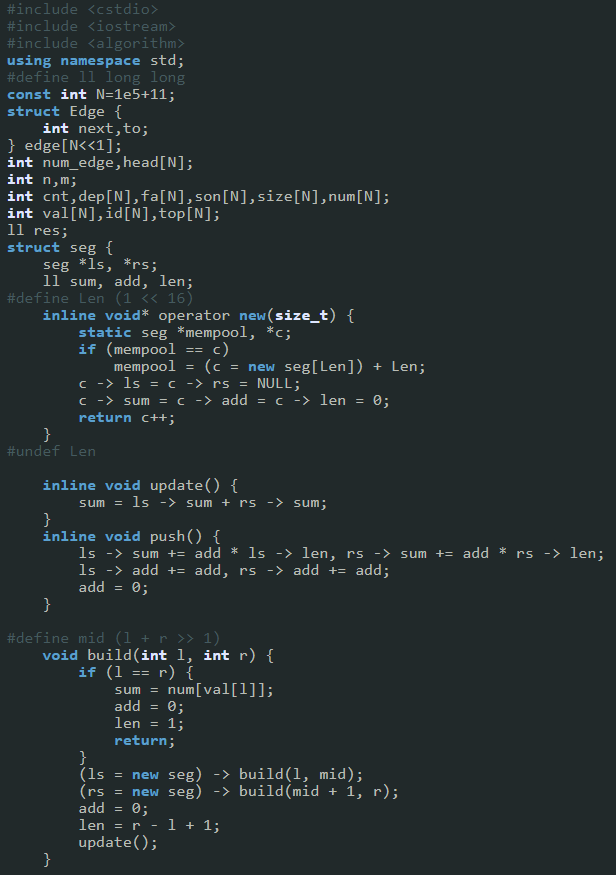 #include <cstdio>
#include <iostream>
#include <algorithm>
using namespace std;
#define ll long long
const int N=1e5+11;
struct Edge {
    int next,to;
} edge[N<<1];
int num_edge,head[N];
int n,m;
int cnt,dep[N],fa[N],son[N],size[N],num[N];
int val[N],id[N],top[N];
ll res;
struct seg {
    seg *ls, *rs;
    ll sum, add, len;
#define Len (1 << 16)
    inline void* operator new(size_t) {
        static seg *mempool, *c;
        if (mempool == c)
            mempool = (c = new seg[Len]) + Len;
        c -> ls = c -> rs = NULL;
        c -> sum = c -> add = c -> len = 0;
        return c++;
    }
#undef Len

    inline void update() {
        sum = ls -> sum + rs -> sum;
    }
    inline void push() {
        ls -> sum += add * ls -> len, rs -> sum += add * rs -> len;
        ls -> add += add, rs -> add += add;
        add = 0;
    }

#define mid (l + r >> 1)
    void build(int l, int r) {
        if (l == r) {
            sum = num[val[l]];
            add = 0;
            len = 1;
            return;
        }
        (ls = new seg) -> build(l, mid);
        (rs = new seg) -> build(mid + 1, r);
        add = 0;
        len = r - l + 1;
        update();
    }